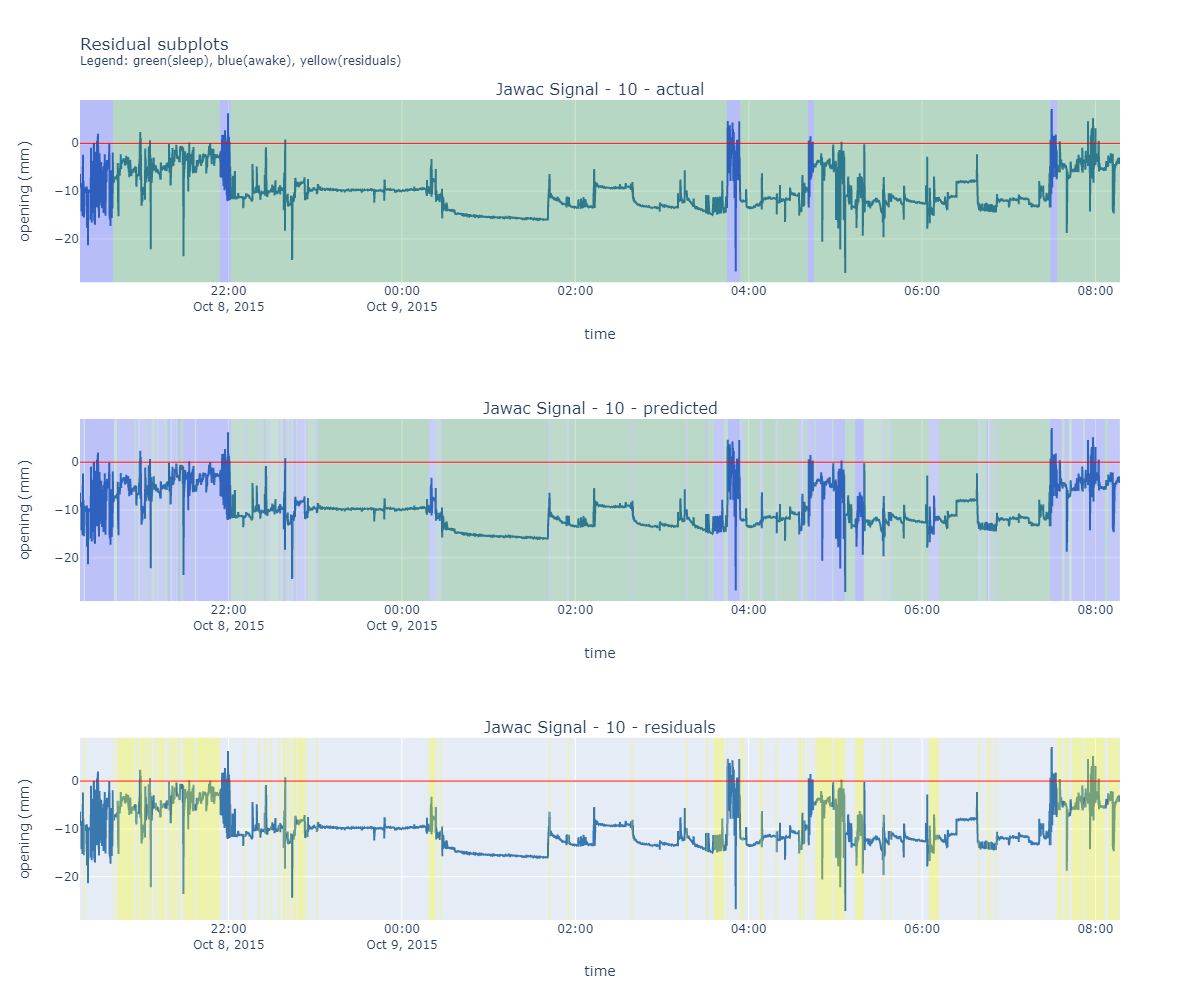 Residual subplots
Legend: green(sleep), blue(awake), yellow(residuals)
Jawac Signal - 10 - actual
opening (mm)
0
−10
−20
22:00
Oct 8, 2015
00:00
Oct 9, 2015
02:00
04:00
06:00
08:00
time
Jawac Signal - 10 - predicted
opening (mm)
0
−10
−20
22:00
Oct 8, 2015
00:00
Oct 9, 2015
02:00
04:00
06:00
08:00
time
Jawac Signal - 10 - residuals
opening (mm)
0
−10
−20
22:00
Oct 8, 2015
00:00
Oct 9, 2015
02:00
04:00
06:00
08:00
time